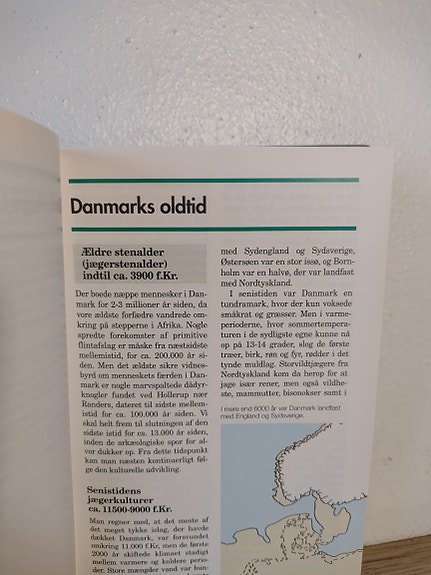 Danmarks oldtid
Ældre stenalder
(jægerstenalder)
indtil ca. 3900 f.Kr.
Der boede næppe mennesker i Dan-
mark for 2-3 millioner år siden, da
vore ældste forfædre vandrede om-
kring på stepperne i Afrika. Nogle
spredte forekomster af primitive
flintafslag er måske fra næstsidste
mellemistid, for ca. 200.000 år si-
den. Men det ældste sikre vidnes-
byrd om menneskets færden i Dan-
mark er nogle marvspaltede dådyr-
knogler fundet ved Hollerup nær
Randers, dateret til sidste mellem-
istid for ca. 100.000 år siden. Vi
skal helt frem til slutningen af den
sidste istid for ca. 13.000 år siden,
inden de arkæologiske spor for al-
vor dukker op. Fra dette tidspunkt
kan man næsten kontinuerligt føl-
ge den kulturelle udvikling.
Senistidens
jægerkulturer
ca. 11500-9000 f.Kr.
Man regner med, at det meste af
det meget tykke islag, der havde
dækket Danmark, var forsvundet
omkring 11.000 f.Kr., men de første
2000 år skiftede klimaet stadigt
mellem varmere og koldere perio-
der. Store mængder vand var bun-
med Sydengland og Sydsverige,
Østersøen var en stor issø, og Born-
holm var en halvø, der var landfast
med Nordtyskland.
I senistiden var Danmark en
tundramark, hvor der kun voksede
småkrat og græsser. Men i varme-
perioderne, hvor sommertempera-
turen i de sydligste egne kunne nå
op på 13-14 grader, slog de første
træer, birk, røn og fyr, rødder i det
tynde muldlag. Storvildtjægere fra
Nordtyskland kom da herop for at
jage især rener, men også vildhe-
ste, mammutter, bisonokser samt i
I mere end 6000 år var Danmark landfast
med England og Sydsverige.